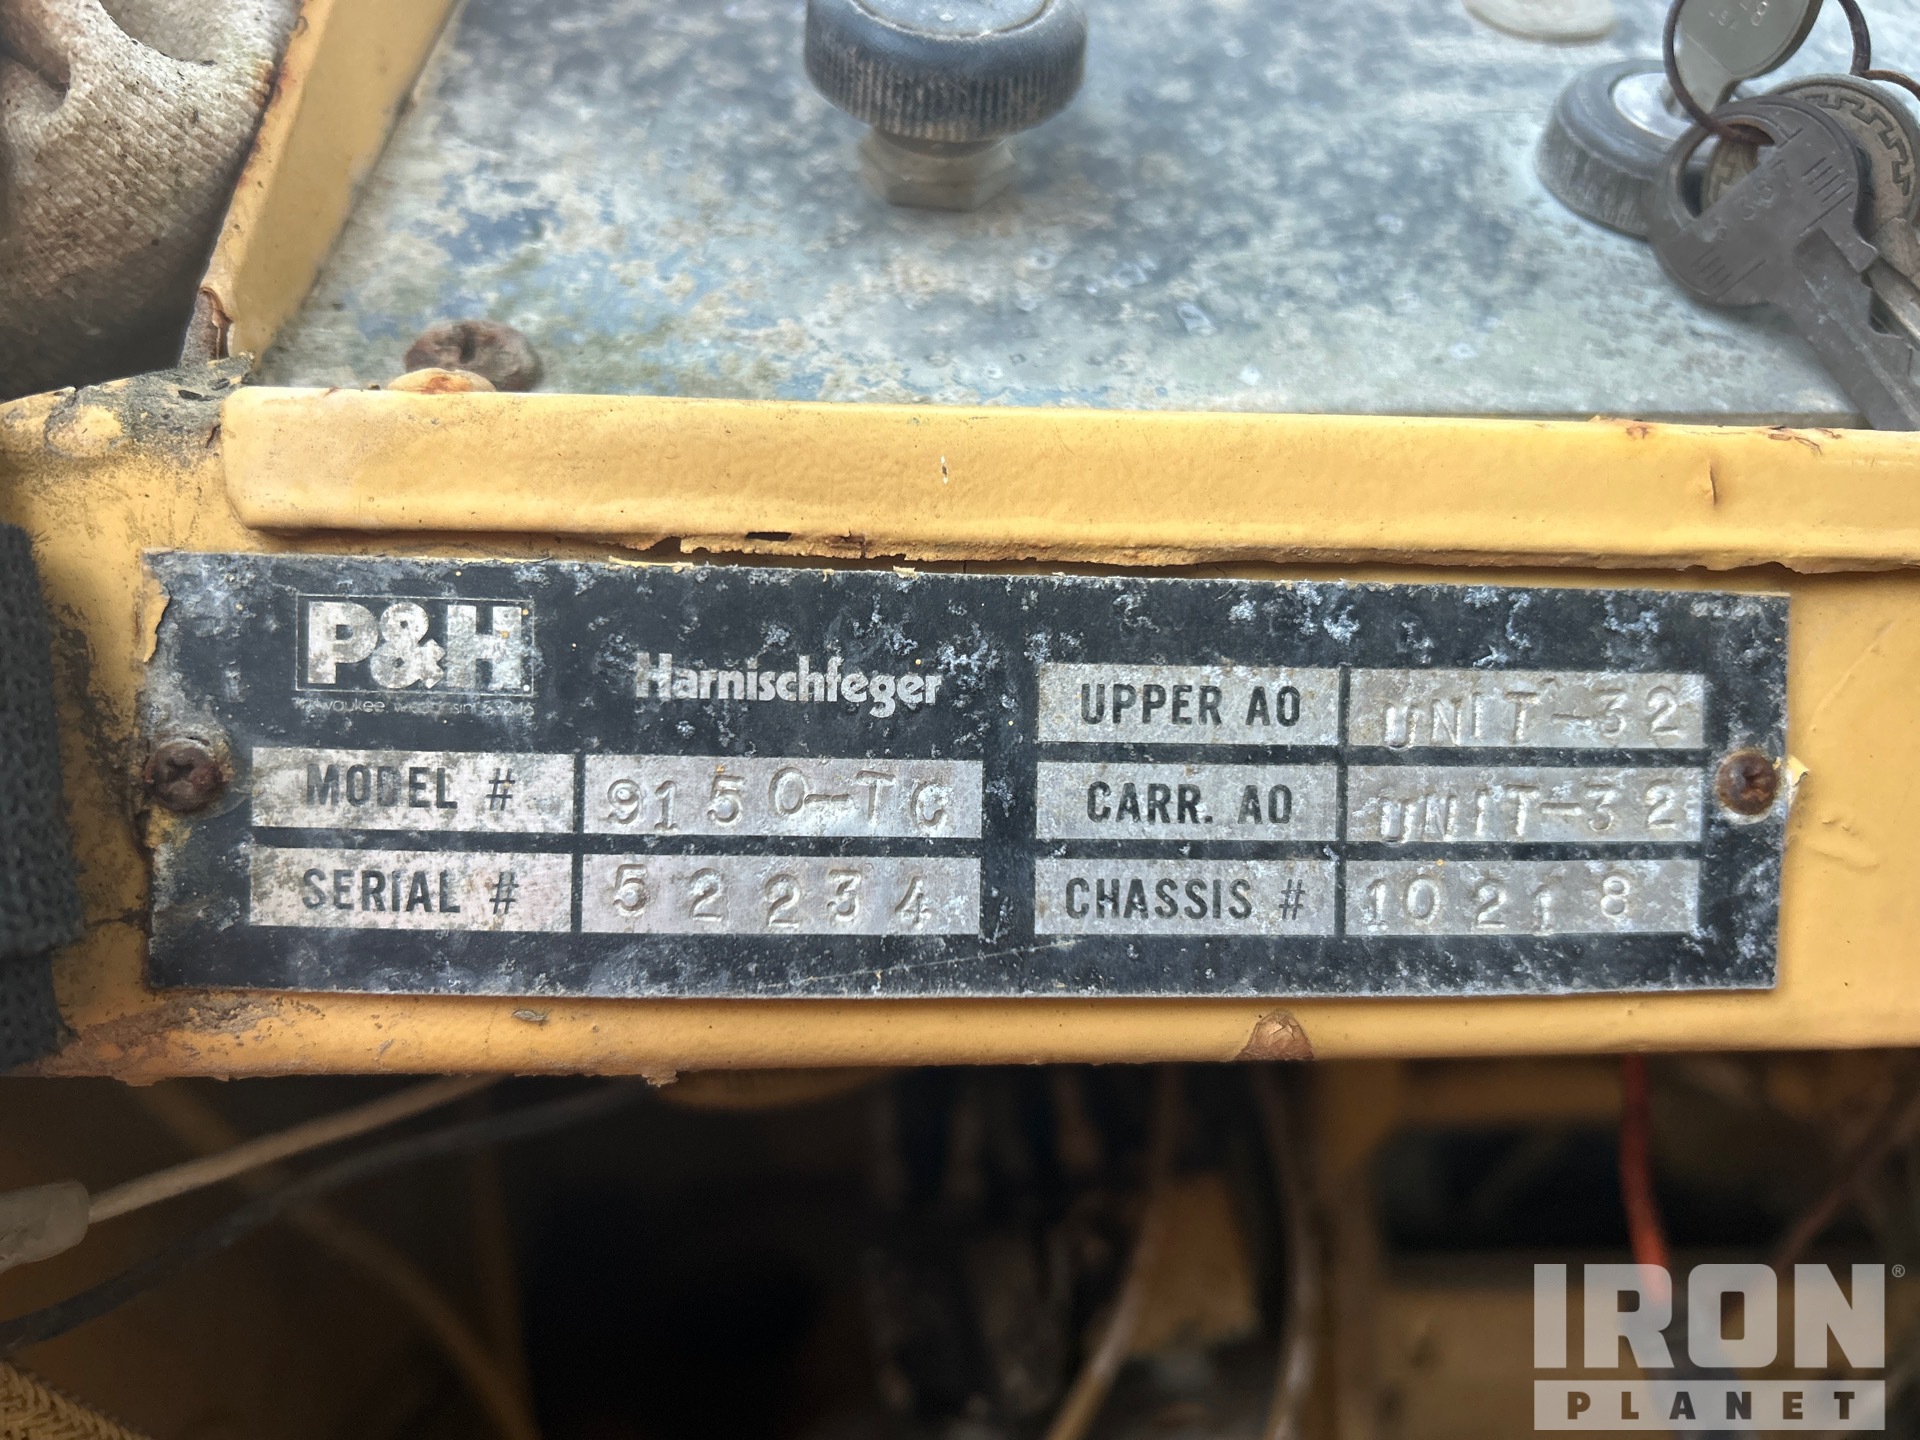 P&H
Harnischfeger
MODEL # 9150-TC
SERIAL # 52234
UPPER AO UNIT-32
CARR. AO UNIT-32
CHASSIS # 10218
IRON®
PLANET